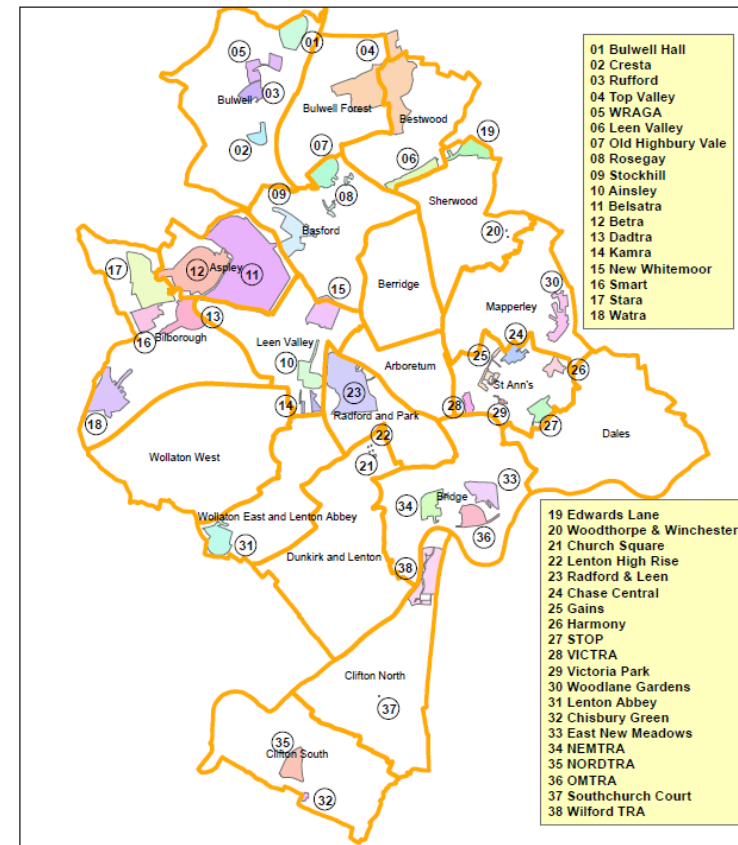 01 Bulwell Hall
02 Cresta
03 Rufford
04 Top Valley
05 WRAGA
06 Leen Valley
07 Old Highbury Vale
08 Rosegay
09 Stockhill
10 Ainsley
11 Belsatra
12 Betra
13 Dadtra
14 Kamra
15 New Whitemoor
16 Smart
17 Stara
18 Watra
01
04
05
Bulwell
03
Bulwell Forest
Bestwood
02
07
06
19
08
09
Sherwood
Basford
20
17
12
Aspley
11
Berridge
30
15
Mapperley
13
16
Bilborough
Leen Valley
24
25
10
Arboretum
26
St Ann's
23
14
28
29
18
Radford and Park
27
22
Dales
Wollaton West
21
33
34
Bridge
Wollaton East and Lenton Abbey
36
31
Dunkirk and Lenton
38
Clifton North
37
35
Clifton South
32
19 Edwards Lane
20 Woodthorpe & Winchester
21 Church Square
22 Lenton High Rise
23 Radford & Leen
24 Chase Central
25 Gains
26 Harmony
27 STOP
28 VICTRA
29 Victoria Park
30 Woodlane Gardens
31 Lenton Abbey
32 Chisbury Green
33 East New Meadows
34 NEMTRA
35 NORDTRA
36 OMTRA
37 Southchurch Court
38 Wilford TRA